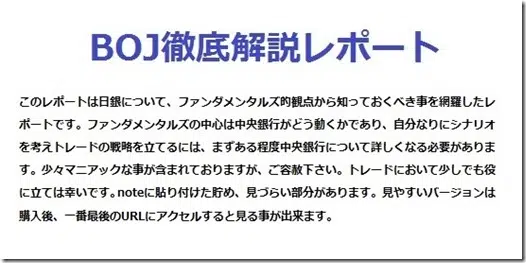 BOJ徹底解説レポート
このレポートは日銀について、ファンダメンタルズ的観点から知っておくべき事を網羅したレ
ポートです。ファンダメンタルズの中心は中央銀行がどう動くかであり、自分なりにシナリオ
を考えトレードの戦略を立てるには、まずある程度中央銀行について詳しくなる必要がありま
す。少々マニアックな事が含まれておりますが、ご容赦下さい。トレードにおいて少しでも役
に立ては幸いです。noteに貼り付けた貯め、見づらい部分があります。見やすいバージョンは
購入後、一番最後のURLにアクセルすると見る事が出来ます。